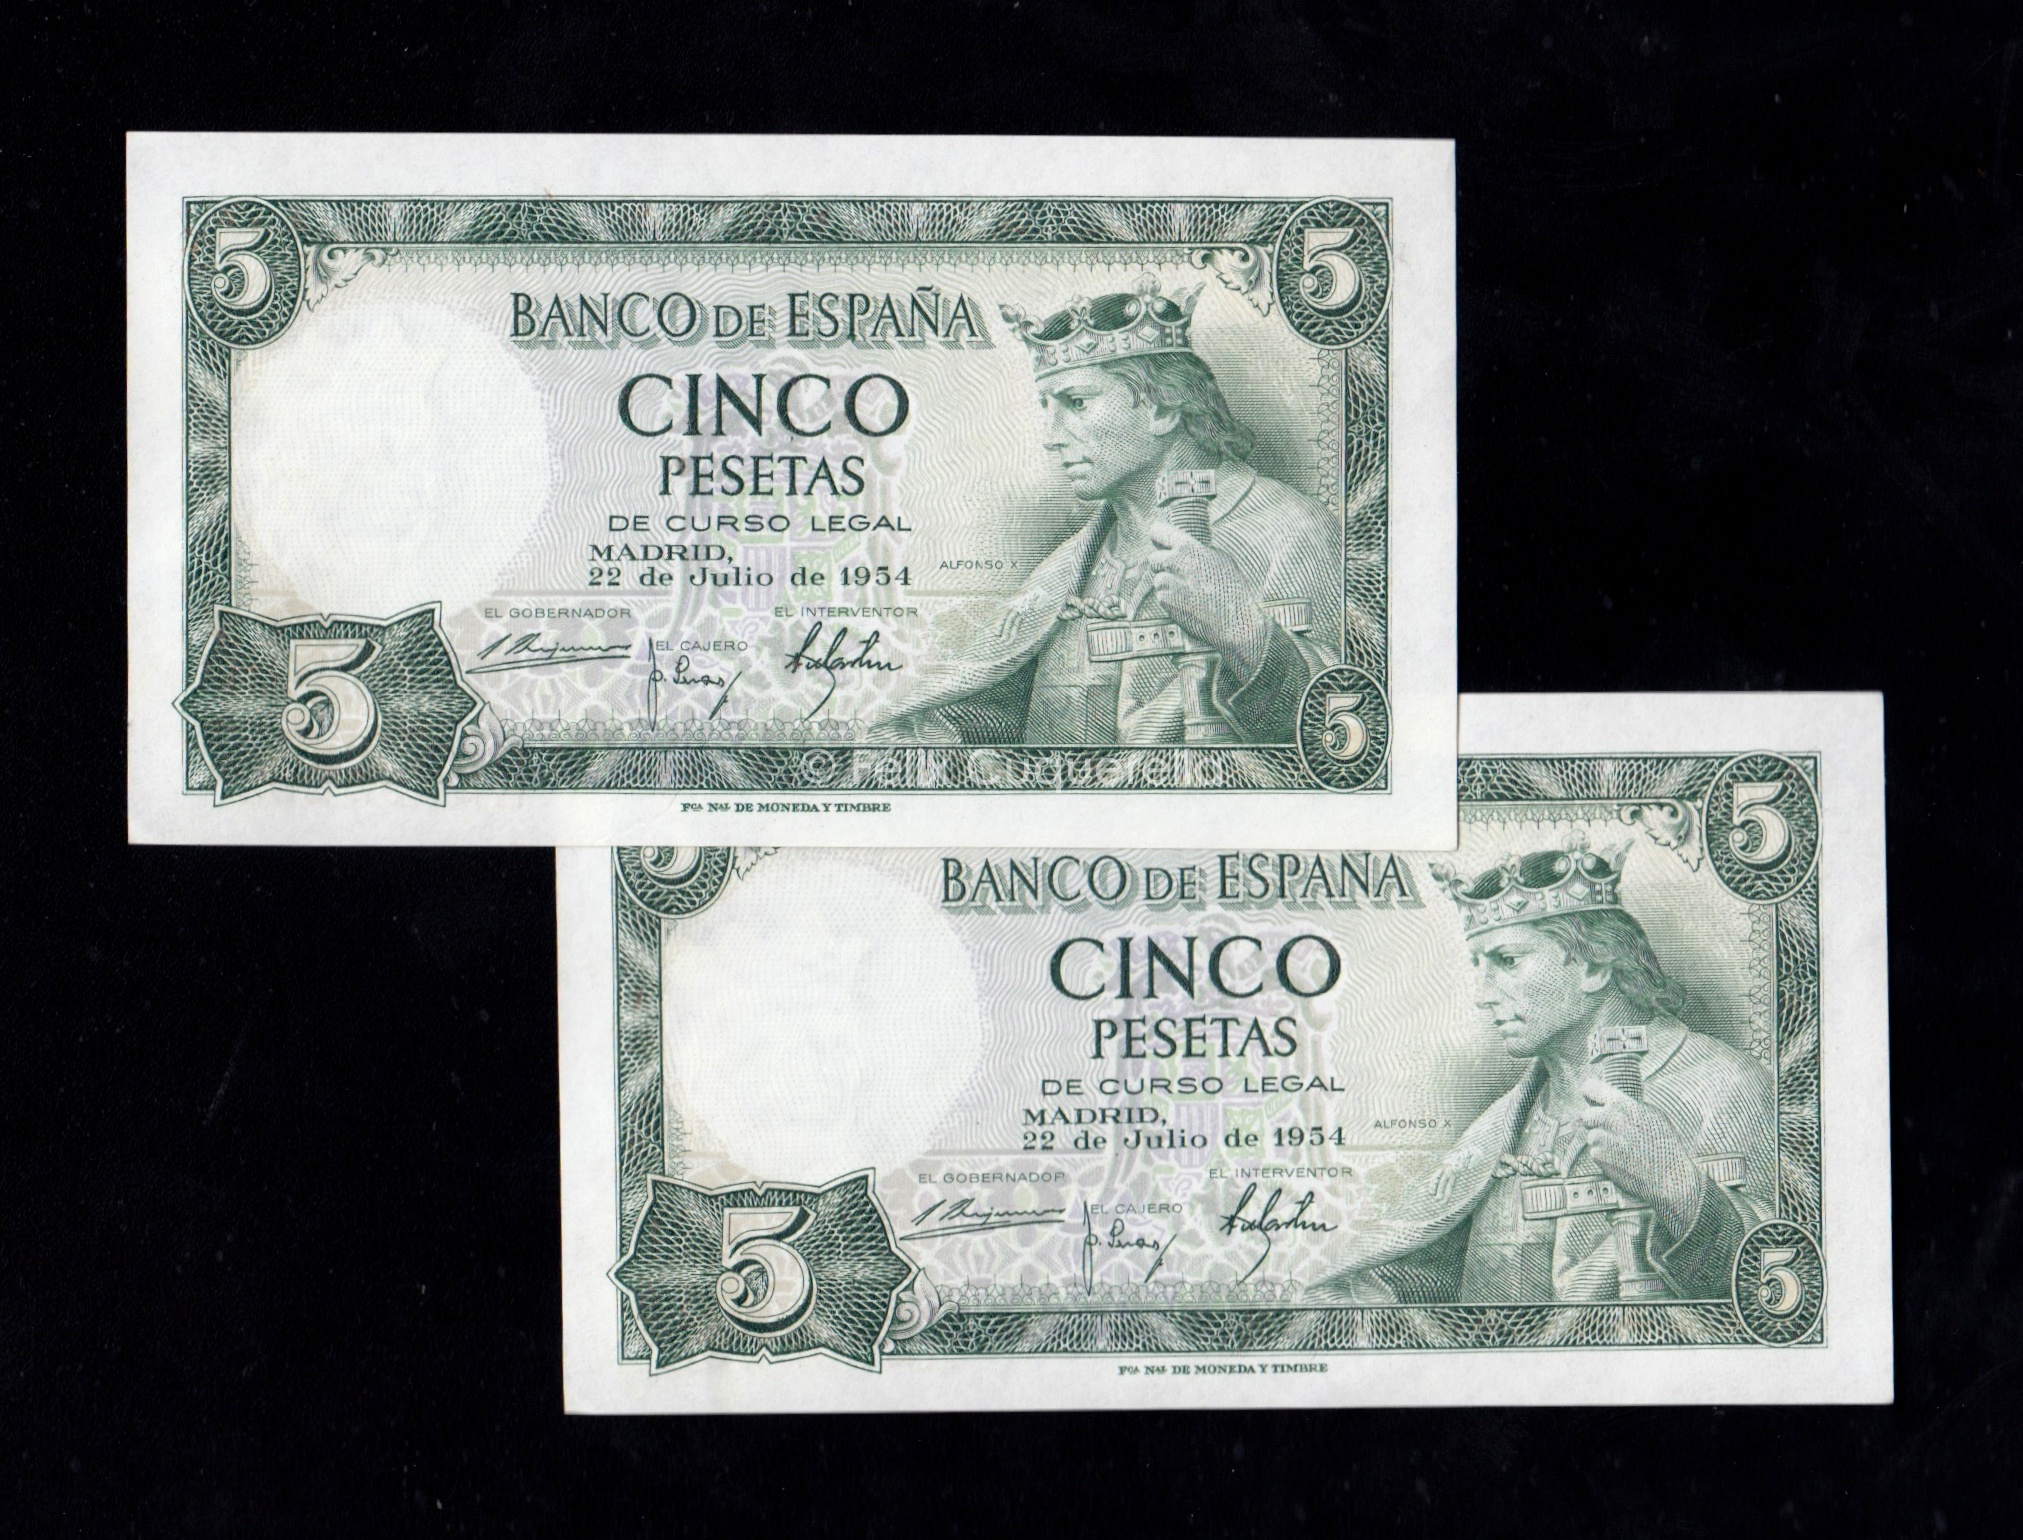 5 5
BANCO DE ESPAÑA
CINCO
PESETAS
DE CURSO LEGAL
MADRID,
22 de Julio de 1954
ALFONSO X
EL GOBERNADOR EL INTERVENTOR
EL CAJERO
5 5
© Felix Cuquerella
Fca Nal DE MONEDA Y TIMBRE
5 5
BANCO DE ESPAÑA
CINCO
PESETAS
DE CURSO LEGAL
MADRID,
22 de Julio de 1954
ALFONSO X
EL GOBERNADOR EL INTERVENTOR
EL CAJERO
5 5
Fca Nal DE MONEDA Y TIMBRE